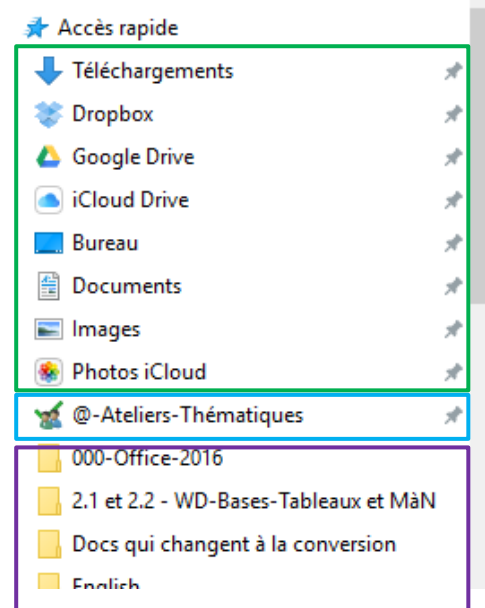 Accès rapide
Téléchargements
Dropbox
Google Drive
iCloud Drive
Bureau
Documents
Images
Photos iCloud
@-Ateliers-Thématiques
000-Office-2016
2.1 et 2.2 - WD-Bases-Tableaux et MàN
Docs qui changent à la conversion
English